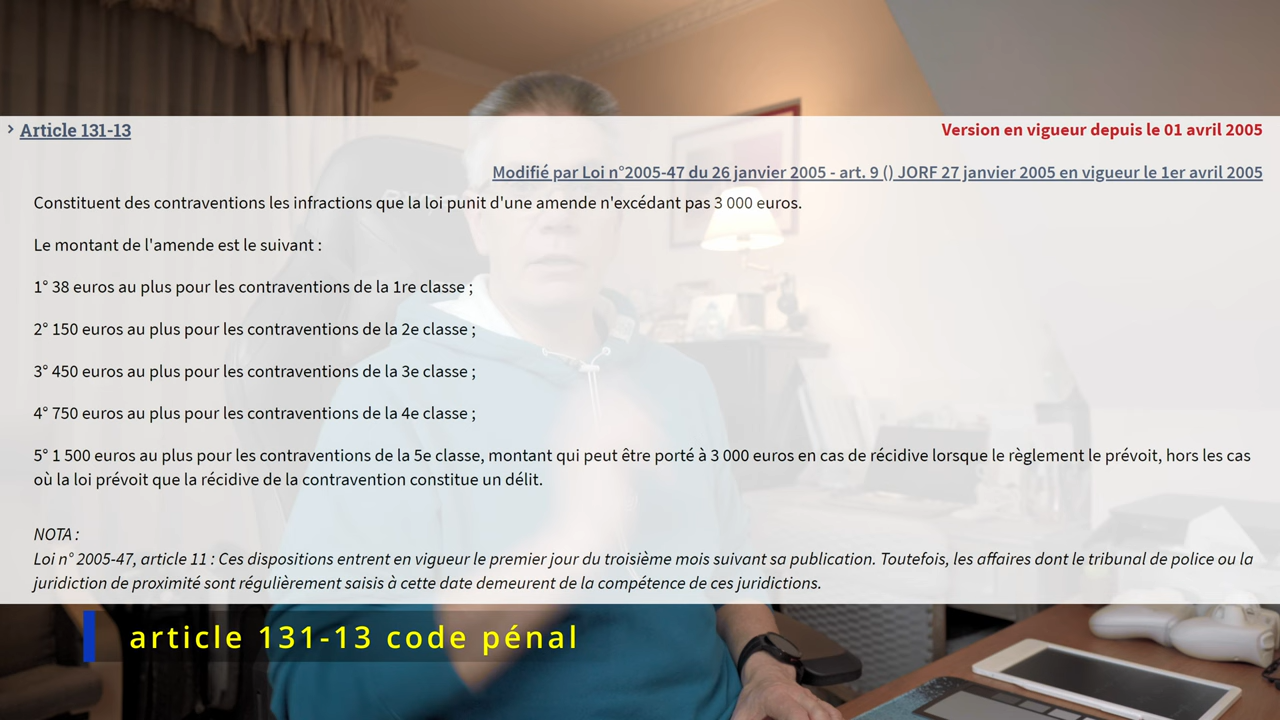 Article 131-13
Version en vigueur depuis le 01 avril 2005
Modifié par Loi n°2005-47 du 26 janvier 2005 - art. 9 () JORF 27 janvier 2005 en vigueur le 1er avril 2005
Constituent des contraventions les infractions que la loi punit d'une amende n'excédant pas 3 000 euros.
Le montant de l'amende est le suivant :
1° 38 euros au plus pour les contraventions de la 1re classe ;
2° 150 euros au plus pour les contraventions de la 2e classe ;
3° 450 euros au plus pour les contraventions de la 3e classe ;
4° 750 euros au plus pour les contraventions de la 4e classe ;
5° 1 500 euros au plus pour les contraventions de la 5e classe, montant qui peut être porté à 3 000 euros en cas de récidive lorsque le règlement le prévoit, hors les cas
où la loi prévoit que la récidive de la contravention constitue un délit.
NOTA :
Loi n° 2005-47, article 11 : Ces dispositions entrent en vigueur le premier jour du troisième mois suivant sa publication. Toutefois, les affaires dont le tribunal de police ou la
juridiction de proximité sont régulièrement saisis à cette date demeurent de la compétence de ces juridictions.
article 131-13 code pénal